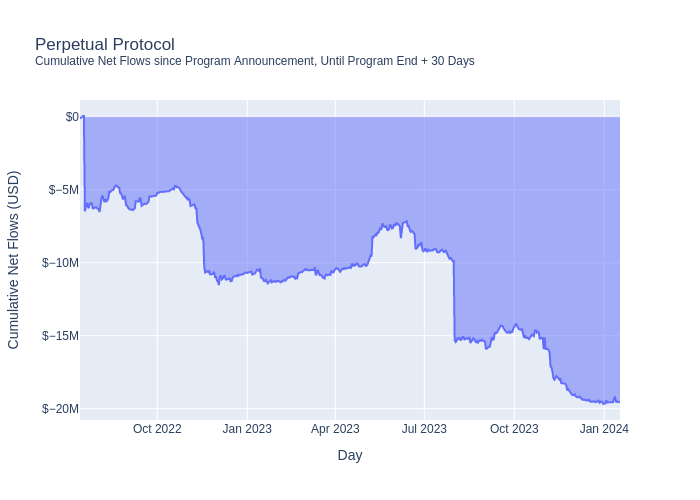 Perpetual Protocol
Cumulative Net Flows since Program Announcement, Until Program End + 30 Days
Cumulative Net Flows (USD)
$0
$−5M
$−10M
$−15M
$−20M
Oct 2022
Jan 2023
Apr 2023
Jul 2023
Oct 2023
Jan 2024
Day